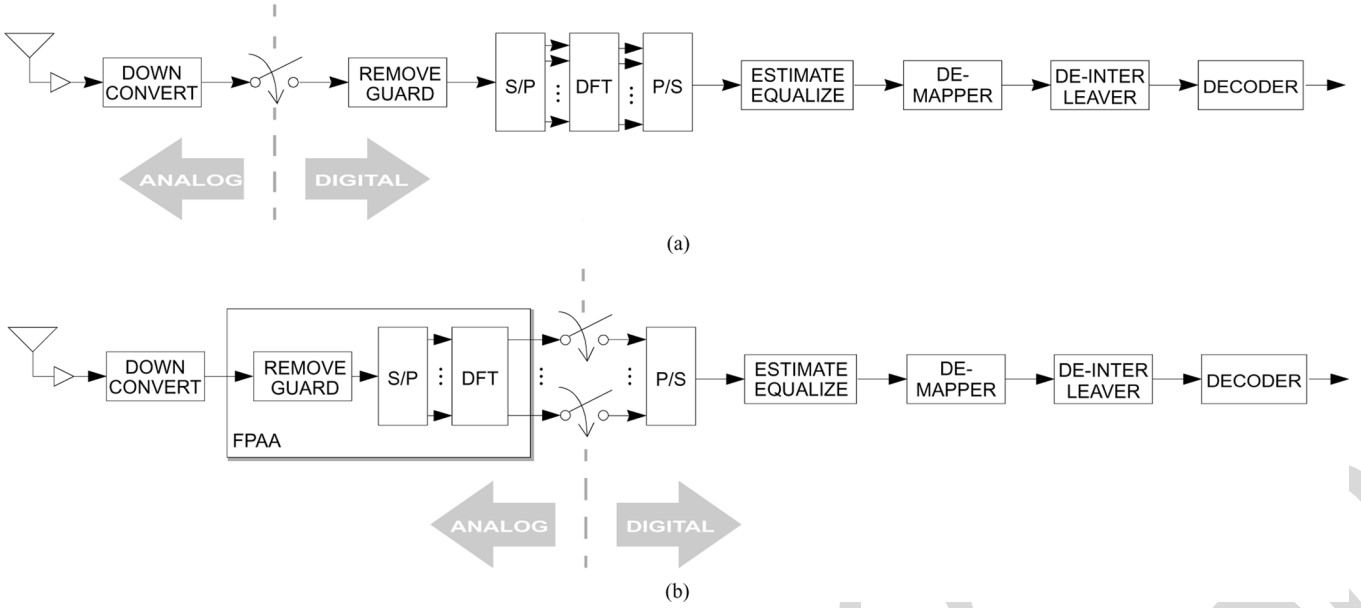 DOWN
CONVERT
REMOVE
GUARD
S/P
DFT
P/S
ESTIMATE
EQUALIZE
DE-
MAPPER
DE-INTER
LEAVER
DECODER
ANALOG
DIGITAL
(a)
DOWN
CONVERT
REMOVE
GUARD
S/P
DFT
FPAA
P/S
ESTIMATE
EQUALIZE
DE-
MAPPER
DE-INTER
LEAVER
DECODER
ANALOG
DIGITAL
(b)